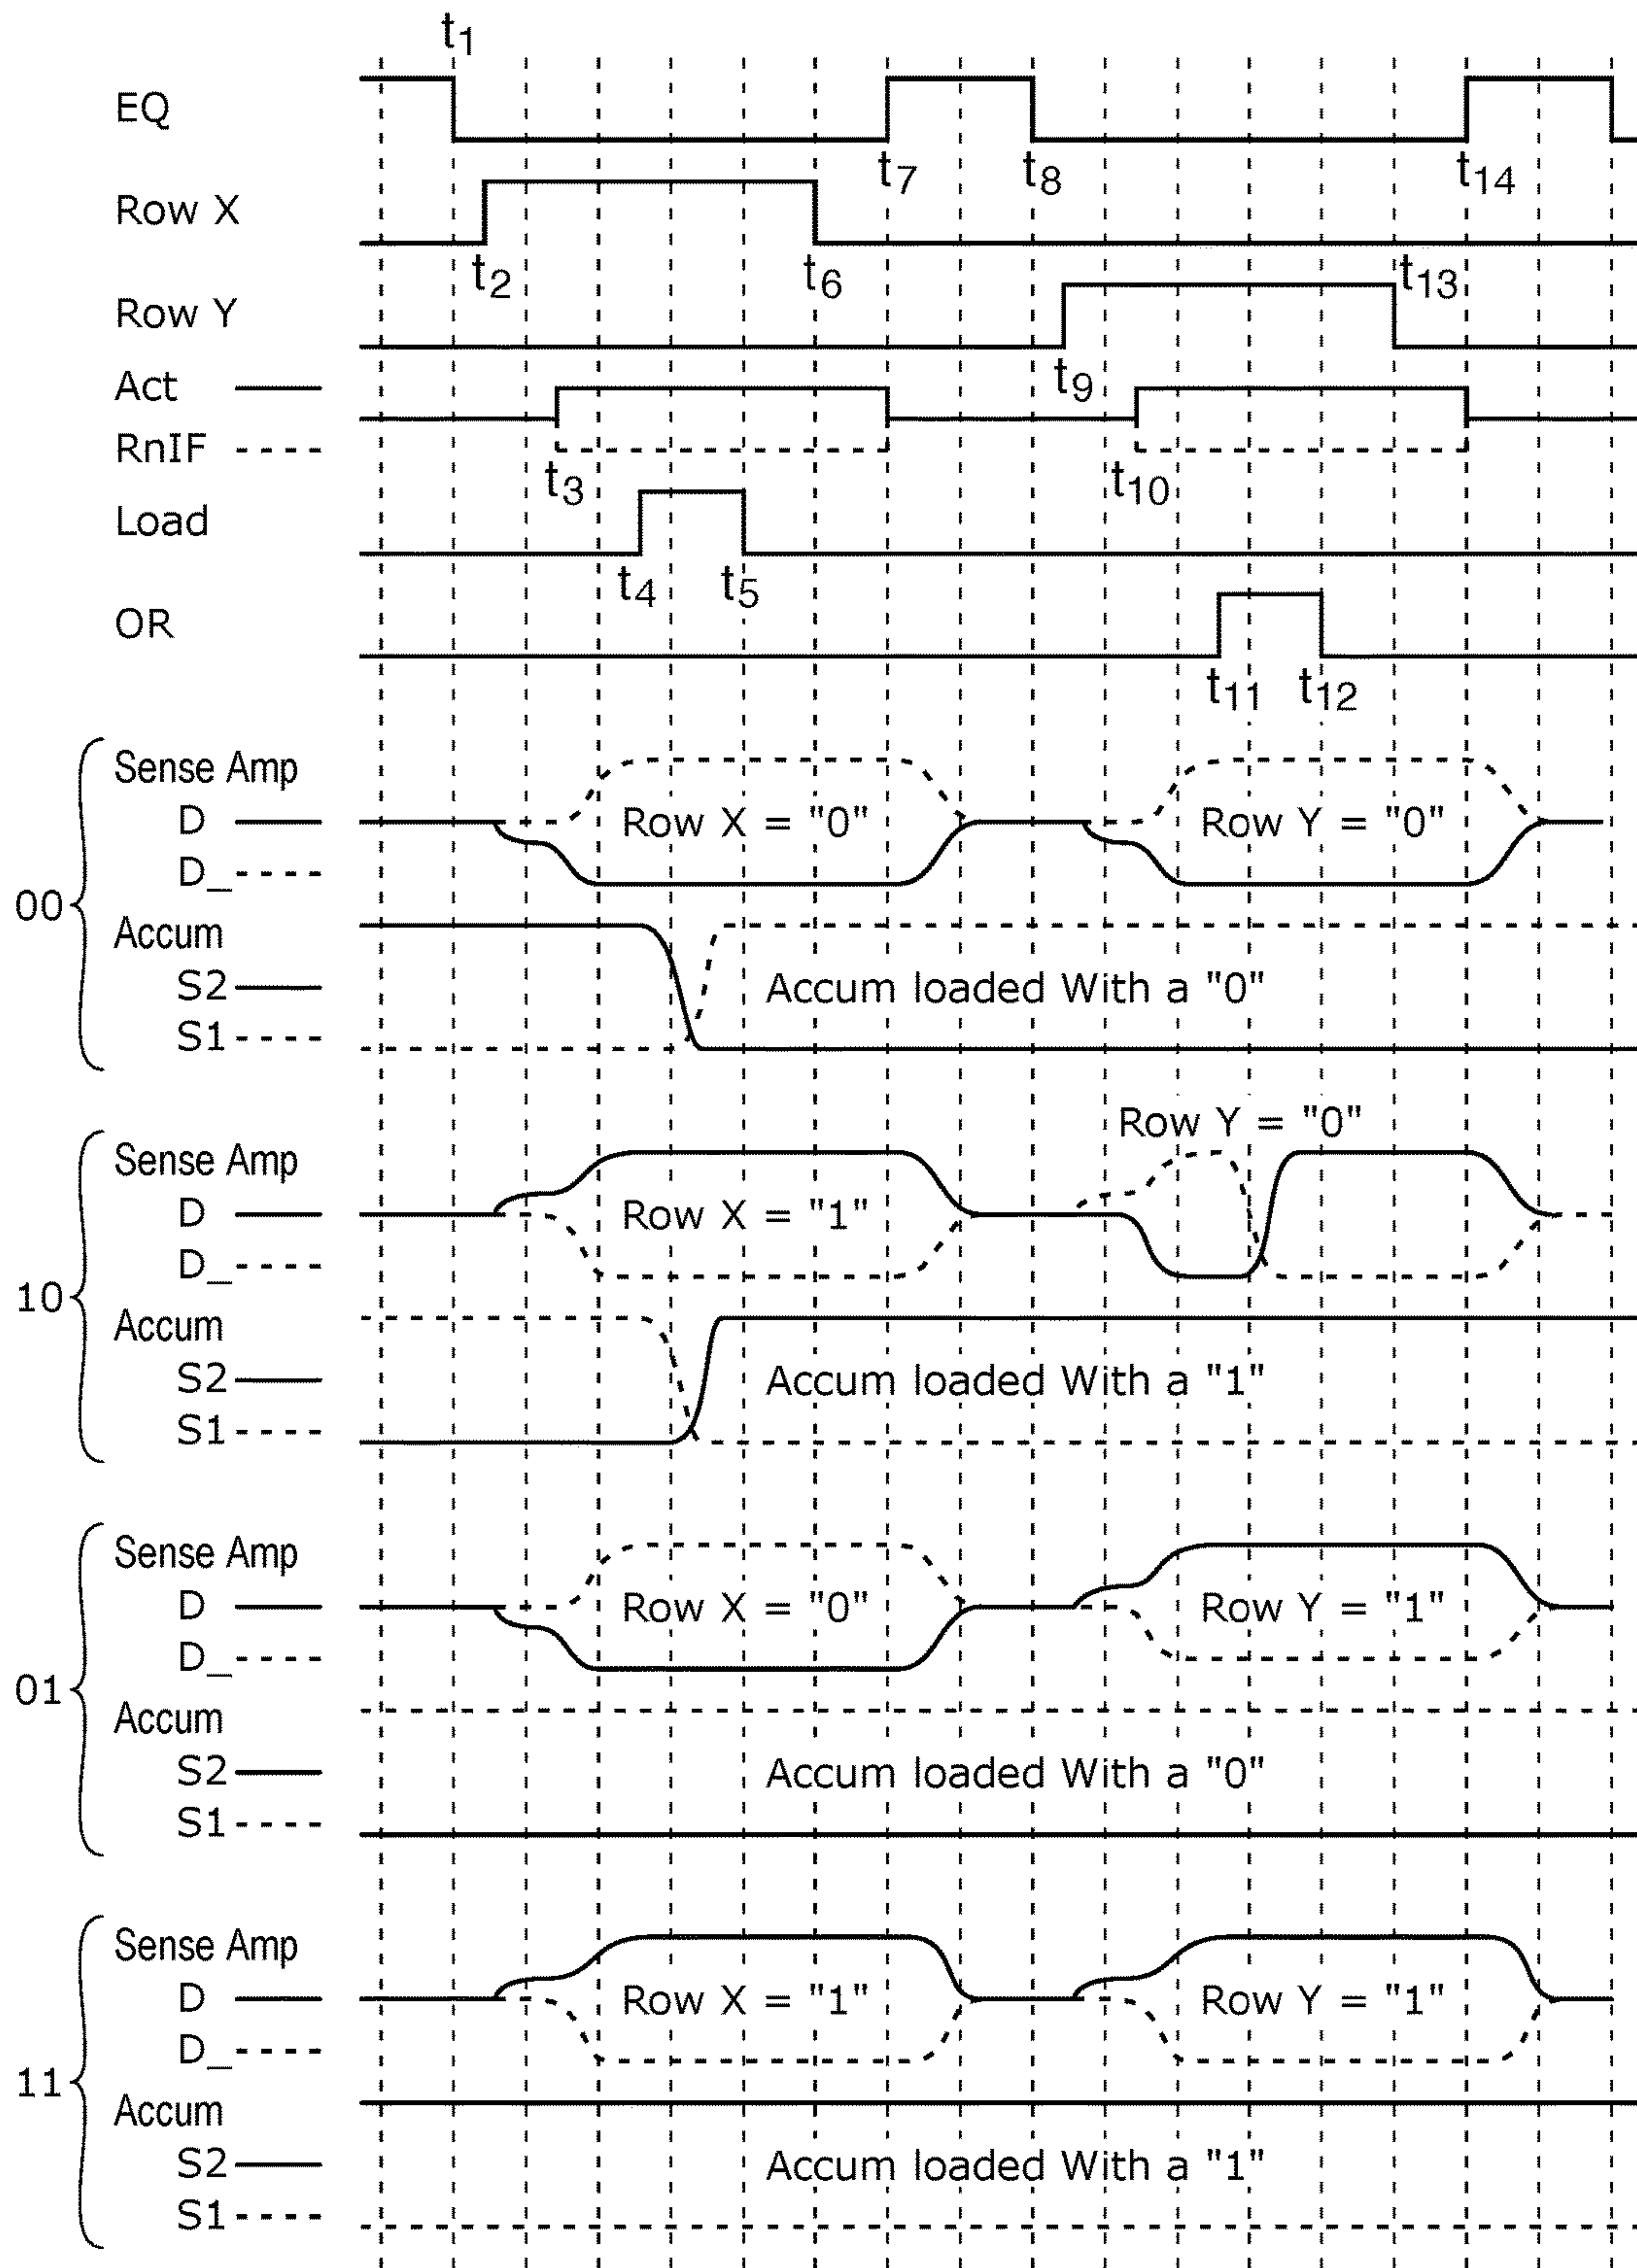 t1
EQ
t7 t8 t14
Row X
t2 t6 t13
Row Y
t9
Act
RnIF
t3 t10
Load
t4 t5
OR
t11 t12
00
Sense Amp
D Row X = "0" Row Y = "0"
D_
Accum
S2 Accum loaded With a "0"
S1
Row Y = "0"
10
Sense Amp
D Row X = "1"
D_
Accum
S2 Accum loaded With a "1"
S1
01
Sense Amp
D Row X = "0" Row Y = "1"
D_
Accum
S2 Accum loaded With a "0"
S1
11
Sense Amp
D Row X = "1" Row Y = "1"
D_
Accum
S2 Accum loaded With a "1"
S1